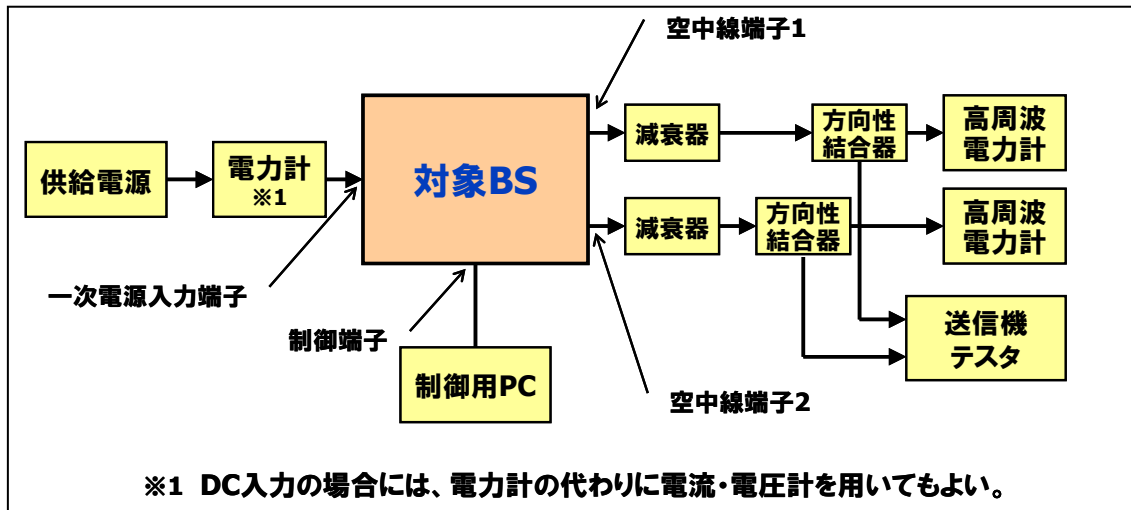 空中線端子1
供給電源
電力計
※1
対象BS
減衰器
方向性
結合器
高周波
電力計
減衰器
方向性
結合器
高周波
電力計
一次電源入力端子
制御端子
制御用PC
送信機
テスタ
空中線端子2
※1 DC入力の場合には、電力計の代わりに電流・電圧計を用いてもよい。